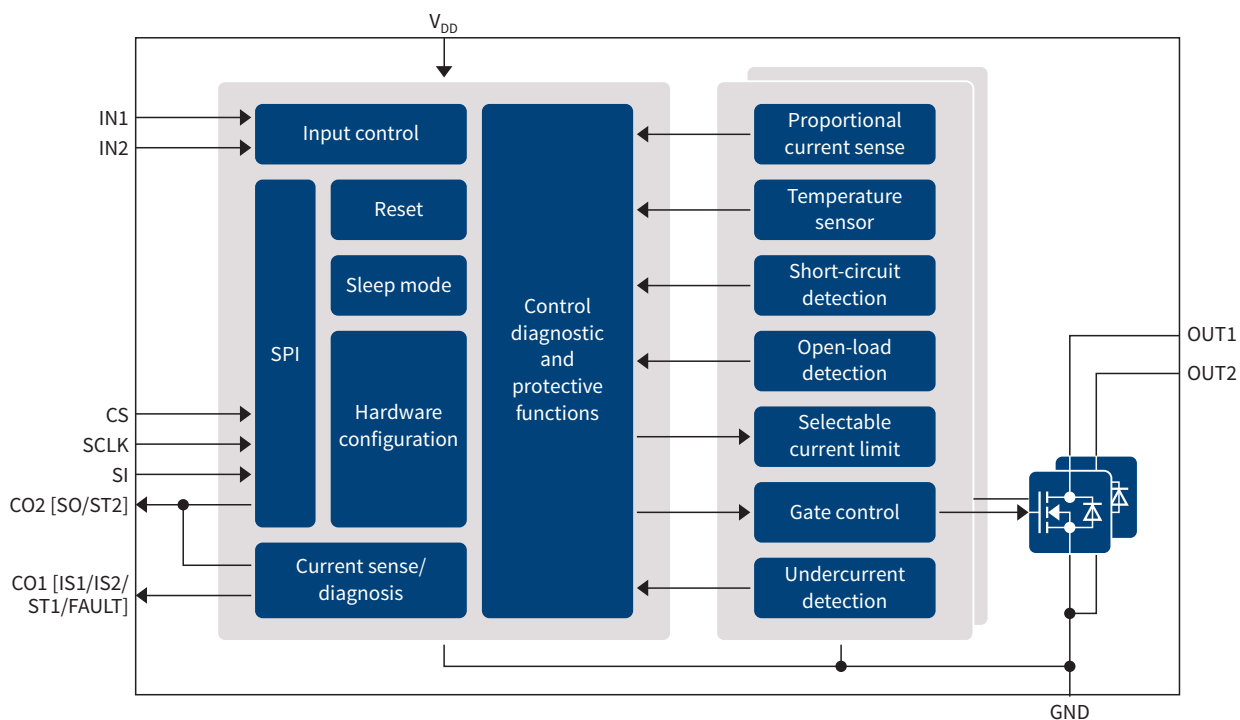 VDD
IN1
IN2
CS
SCLK
SI
CO2 [SO/ST2]
CO1 [IS1/IS2/
ST1/FAULT]
Input control
SPI
Reset
Sleep mode
Hardware
configuration
Current sense/
diagnosis
Control
diagnostic
and
protective
functions
Proportional
current sense
Temperature
sensor
Short-circuit
detection
Open-load
detection
Selectable
current limit
Gate control
Undercurrent
detection
OUT1
OUT2
GND